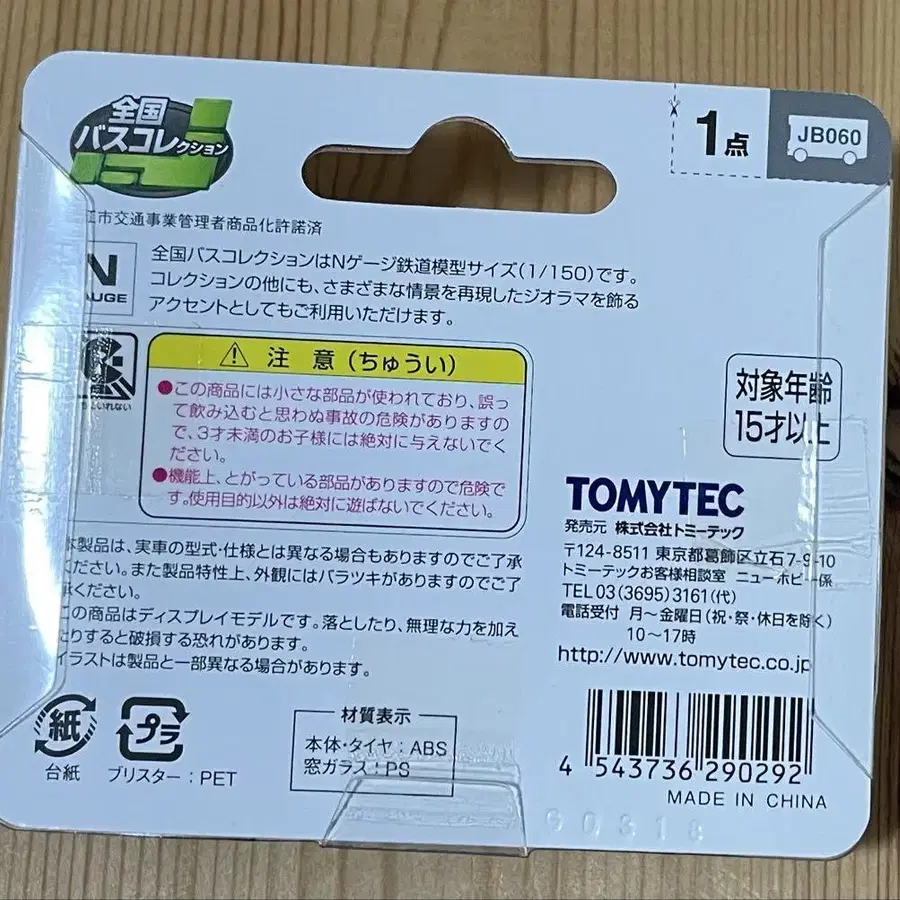 全国
バスコレクション
1点
JB060
江市交通事業管理者商品化許諾済
N
GAUGE
全国バスコレクションはNゲージ鉄道模型サイズ(1/150)です。
コレクションの他にも、さまざまな情景を再現したジオラマを飾る
アクセントとしてもご利用いただけます。
いれない
注意(ちゅうい)
●この商品には小さな部品が使われており、誤っ
て飲み込むと思わぬ事故の危険がありますの
で、3才未満のお子様には絶対に与えないでく
ださい。
●機能上、とがっている部品がありますので危険で
す。使用目的以外は絶対に遊ばないでください。
対象年齢
15才以上
本製品は、実車の型式・仕様とは異なる場合もありますのでご了承
ください。また製品特性上、外観にはバラツキがありますのでご了
承ください。
この商品はディスプレイモデルです。落としたり、無理な力を加え
たりすると破損する恐れがあります。
イラストは製品と一部異なる場合があります。
TOMYTEC
発売元 株式会社トミーテック
〒124-8511 東京都葛飾区立石7-9-10
トミーテックお客様相談室 ニューホビー係
TEL 03(3695)3161(代)
電話受付 月〜金曜日(祝・祭・休日を除く)
10〜17時
http://www.tomytec.co.jp
紙
台紙
プラ
ブリスター:PET
材質表示
本体・タイヤ:ABS
窓ガラス:PS
4 543736 290292
MADE IN CHINA